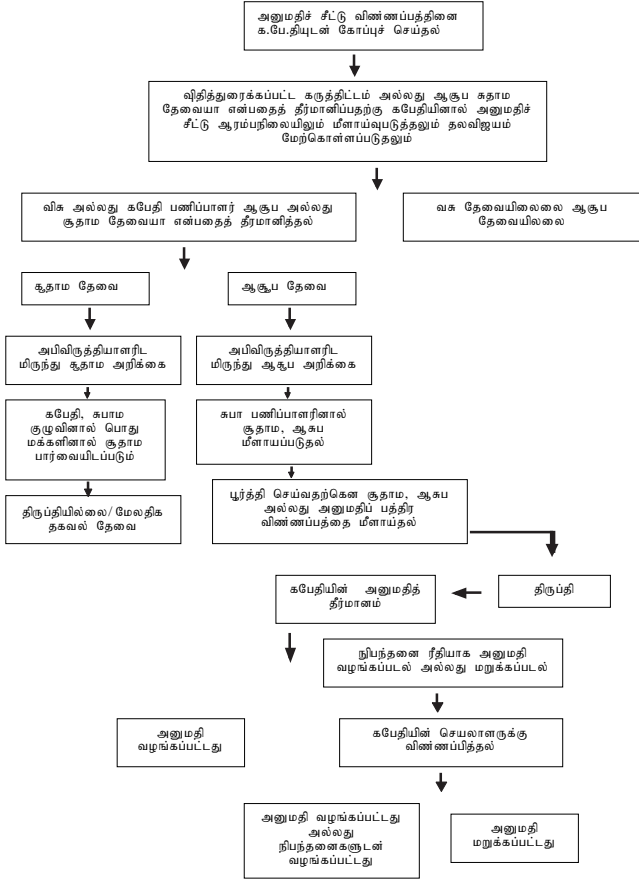 அனுமதிச் சீட்டு விண்ணப்பத்தினை
க.பே.தியுடன் கோப்புச் செய்தல்
விதித்துரைக்கப்பட்ட கருத்திட்டம் அல்லது ஆசூப சுதாம
தேவையா என்பதைத் தீர்மானிப்பதற்கு கபேதியினால் அனுமதிச்
சீட்டு ஆரம்பநிலையிலும் மீளாய்வுபடுத்தலும் தலவிஜயம்
மேற்கொள்ளப்படுதலும்
விசு அல்லது கபேதி பணிப்பாளர் ஆசூப அல்லது
சூதாம தேவையா என்பதைத் தீர்மானித்தல்
வசு தேவையிலைலை ஆசூப
தேவையிலலை
சூதாம தேவை
ஆசூப தேவை
அபிவிருத்தியாளரிட
மிருந்து சூதாம அறிக்கை
அபிவிருத்தியாளரிட
மிருந்து ஆசூப அறிக்கை
கபேதி, சுபாம
குழுவினால் பொது
மக்களினால் சூதாம
பார்வையிடப்படும்
சுபா பணிப்பாளரினால்
சூதாம, ஆசுப
மீளாயப்படுதல்
திருப்தியில்லை/மேலதிக
தகவல் தேவை
பூர்த்தி செய்வதற்கென சூதாம, ஆசுப
அல்லது அனுமதிப் பத்திர
விண்ணப்பத்தை மீளாய்தல்
கபேதியின் அனுமதித்
தீர்மானம்
திருப்தி
நிபந்தனை ரீதியாக அனுமதி
வழங்கப்படல் அல்லது மறுக்கப்படல்
அனுமதி
வழங்கப்பட்டது
கபேதியின் செயலாளருக்கு
விண்ணப்பித்தல்
அனுமதி வழங்கப்பட்டது
அல்லது
நிபந்தனைகளுடன்
வழங்கப்பட்டது
அனுமதி
மறுக்கப்பட்டது